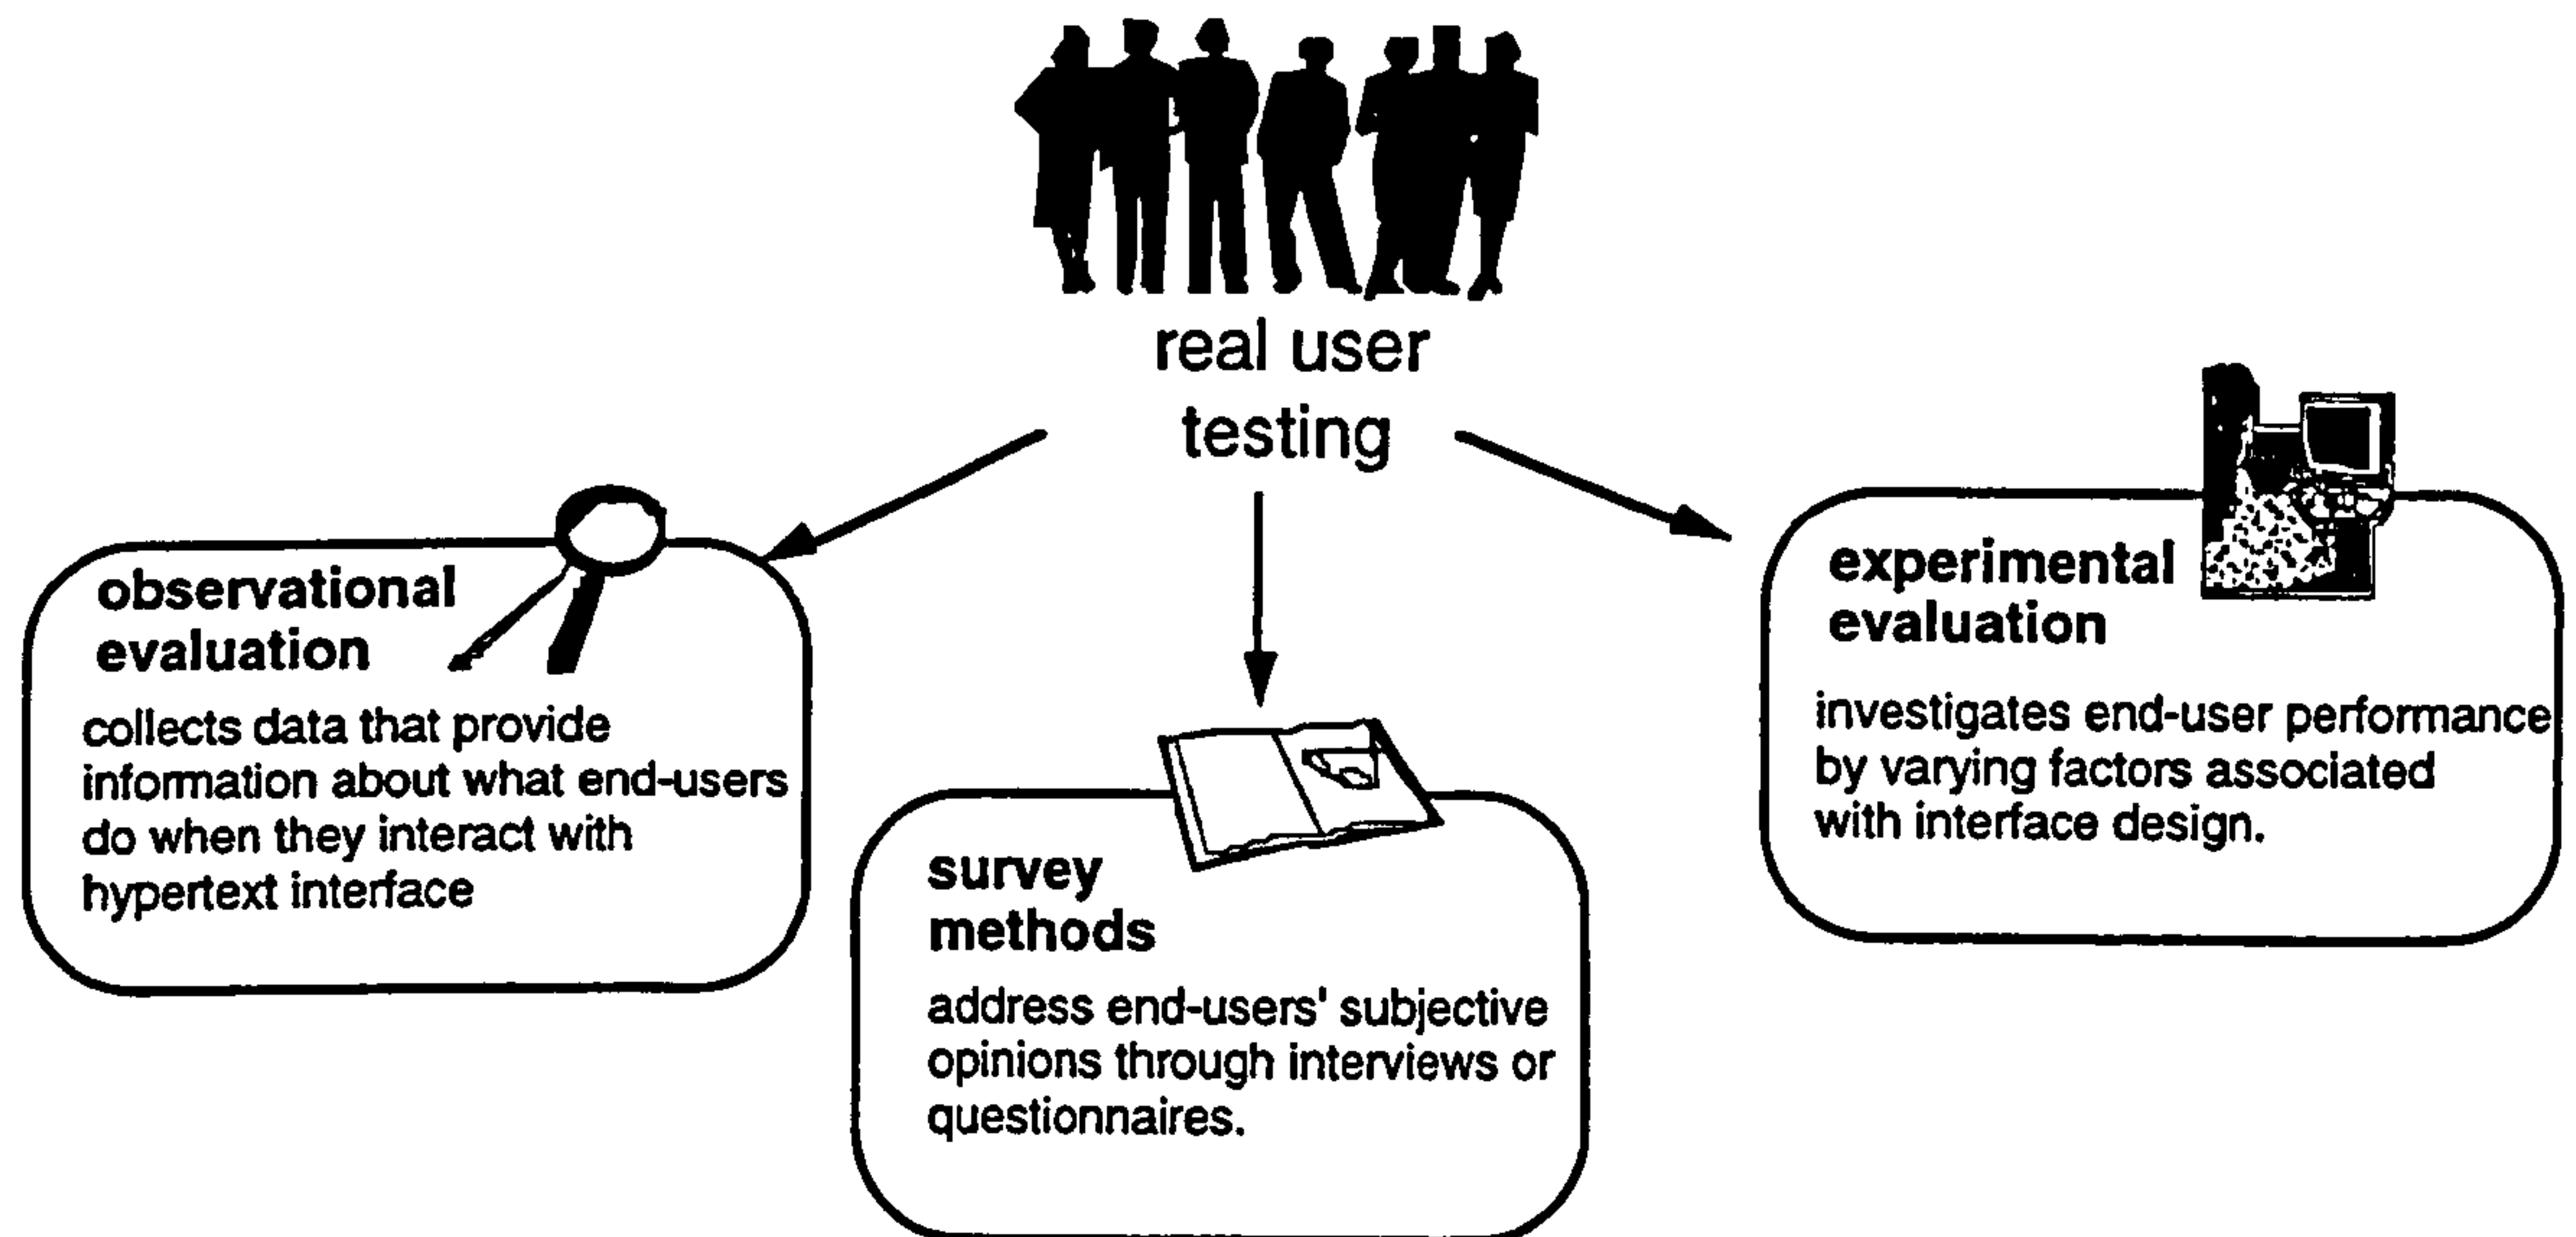 real user
testing
observational
evaluation
collects data that provide
information about what end-users
do when they interact with
hypertext interface
survey
methods
address end-users' subjective
opinions through interviews or
questionnaires.
experimental
evaluation
investigates end-user performance
by varying factors associated
with interface design.